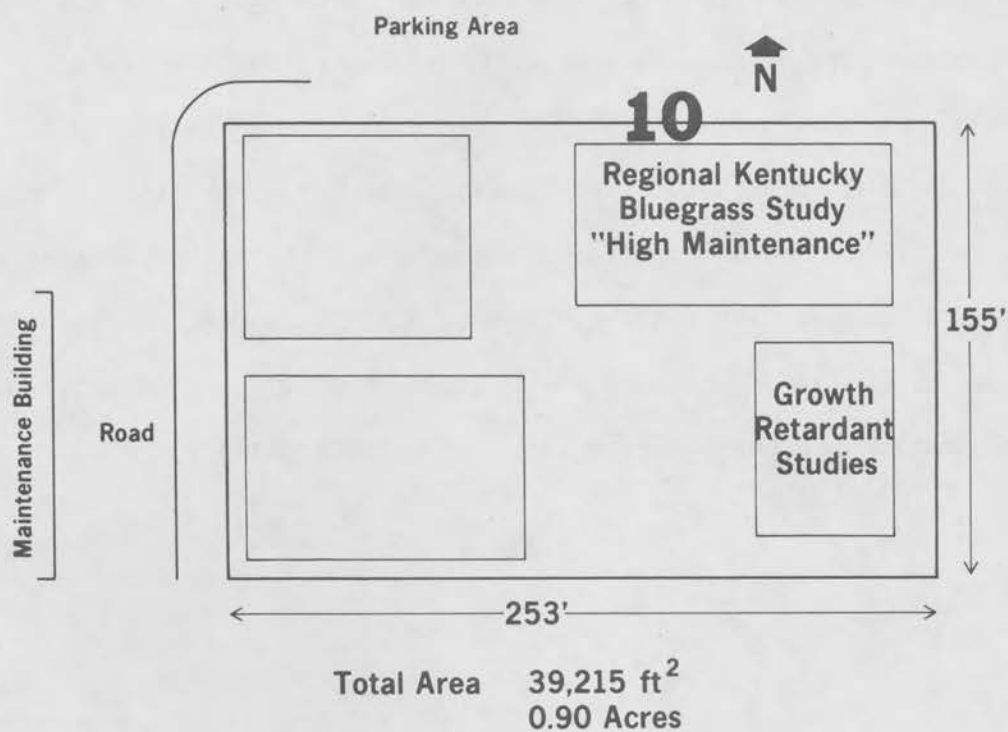 Parking Area
N
10
Regional Kentucky
Bluegrass Study
"High Maintenance"
155'
Maintenance Building
Road
Growth
Retardant
Studies
253'
Total Area 39,215 ft²
0.90 Acres